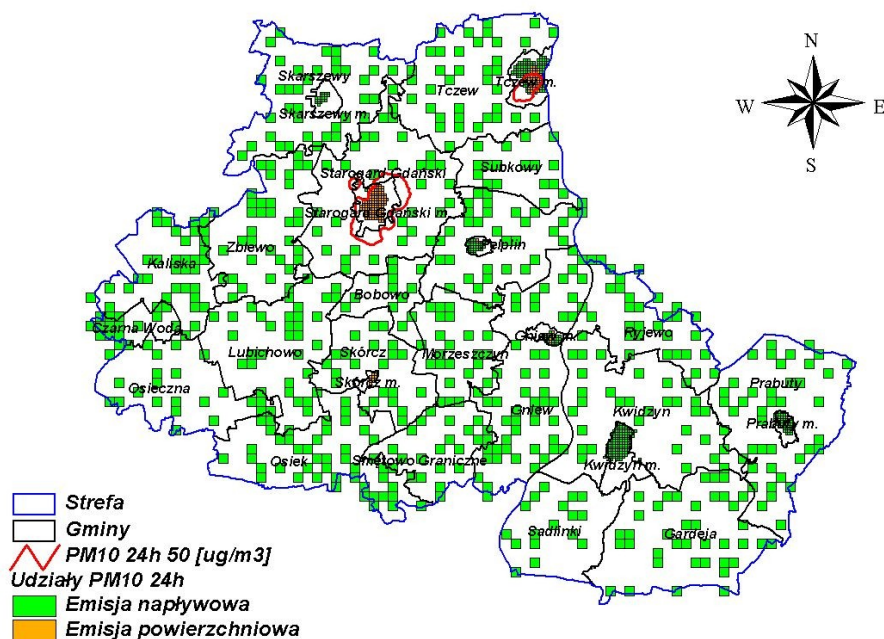 N
W E
S
Skarszewy
Skarszewy m.
Tczew
Tczew m.
Starogard Gdański
Subkowy
Starogard Gdański m.
Zblewo
Pelplin
Kaliska
Bobowo
Czarna Woda
Lubichowo
Skórcz
Morzeszczyn
Gniew m.
Ryjewo
Osieczna
Skórcz m.
Prabuty
Gniew
Kwidzyn
Prabuty m.
Osiek
Smętowo Graniczne
Kwidzyn m.
Sadlinki
Gardeja
Strefa
Gminy
PM10 24h 50 [ug/m3]
Udziały PM10 24h
Emisja napływowa
Emisja powierzchniowa